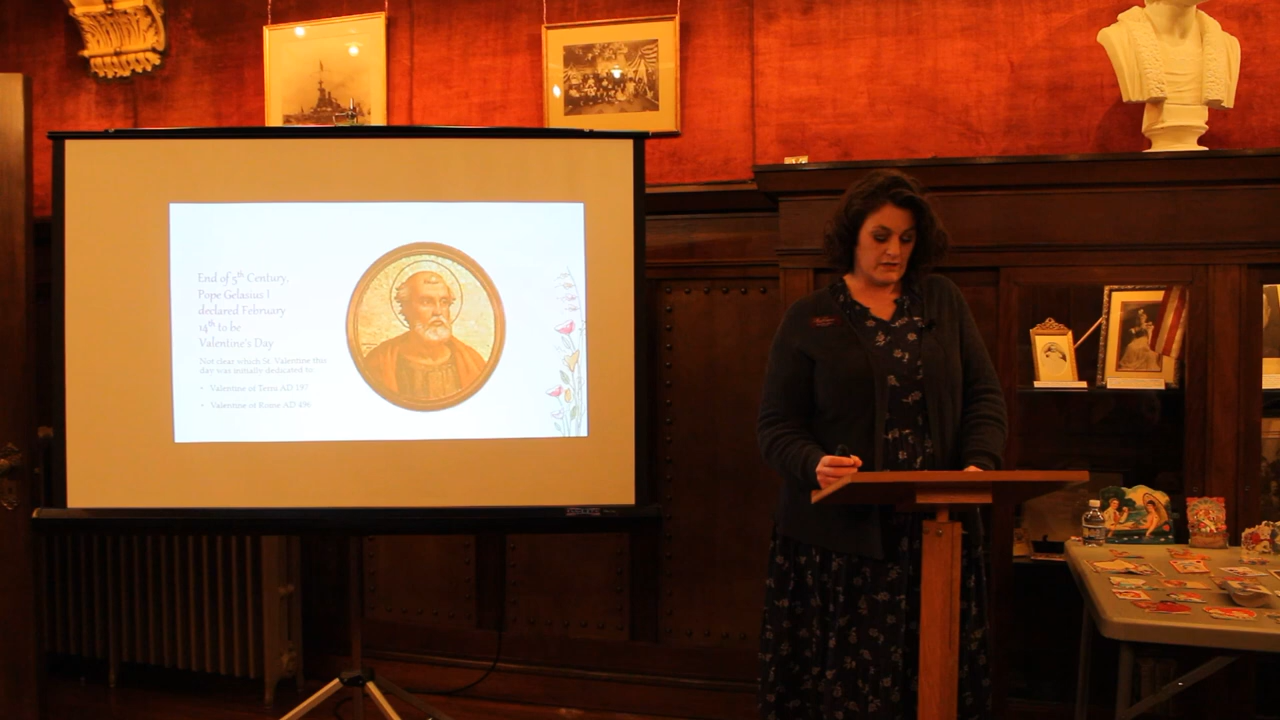 End of 5th Century,
Pope Gelasius I
declared February
14th to be
Valentine's Day
Not clear which St. Valentine this
day was initially dedicated to:
• Valentine of Terni AD 197
• Valentine of Rome AD 496